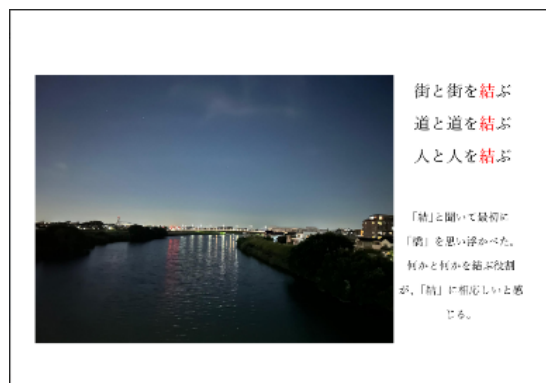 街と街を結ぶ
道と道を結ぶ
人と人を結ぶ
「結」と聞いて最初に
「橋」を思い浮かべた。
何かと何かを結ぶ役割
が、「結」に相応しいと感
じる。